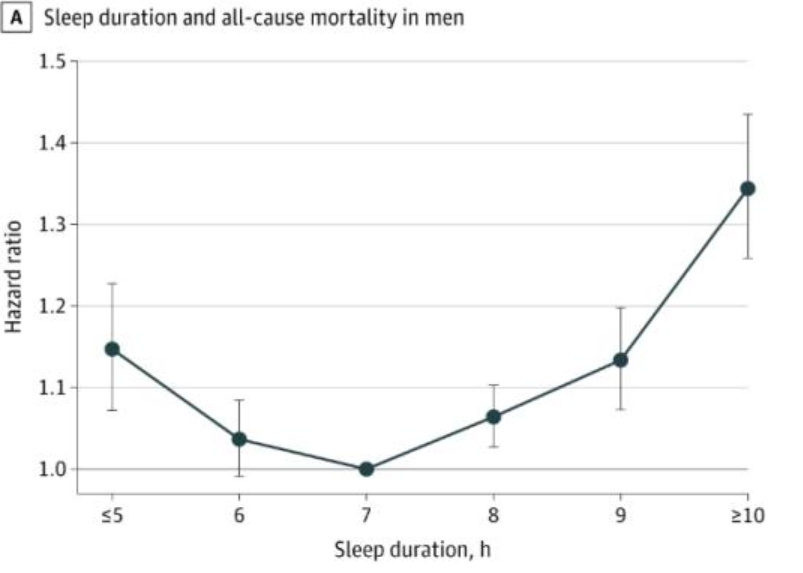 A Sleep duration and all-cause mortality in men
1.5
1.4
1.3
1.2
1.1
1.0
Hazard ratio
≤5 6 7 8 9 ≥10
Sleep duration, h